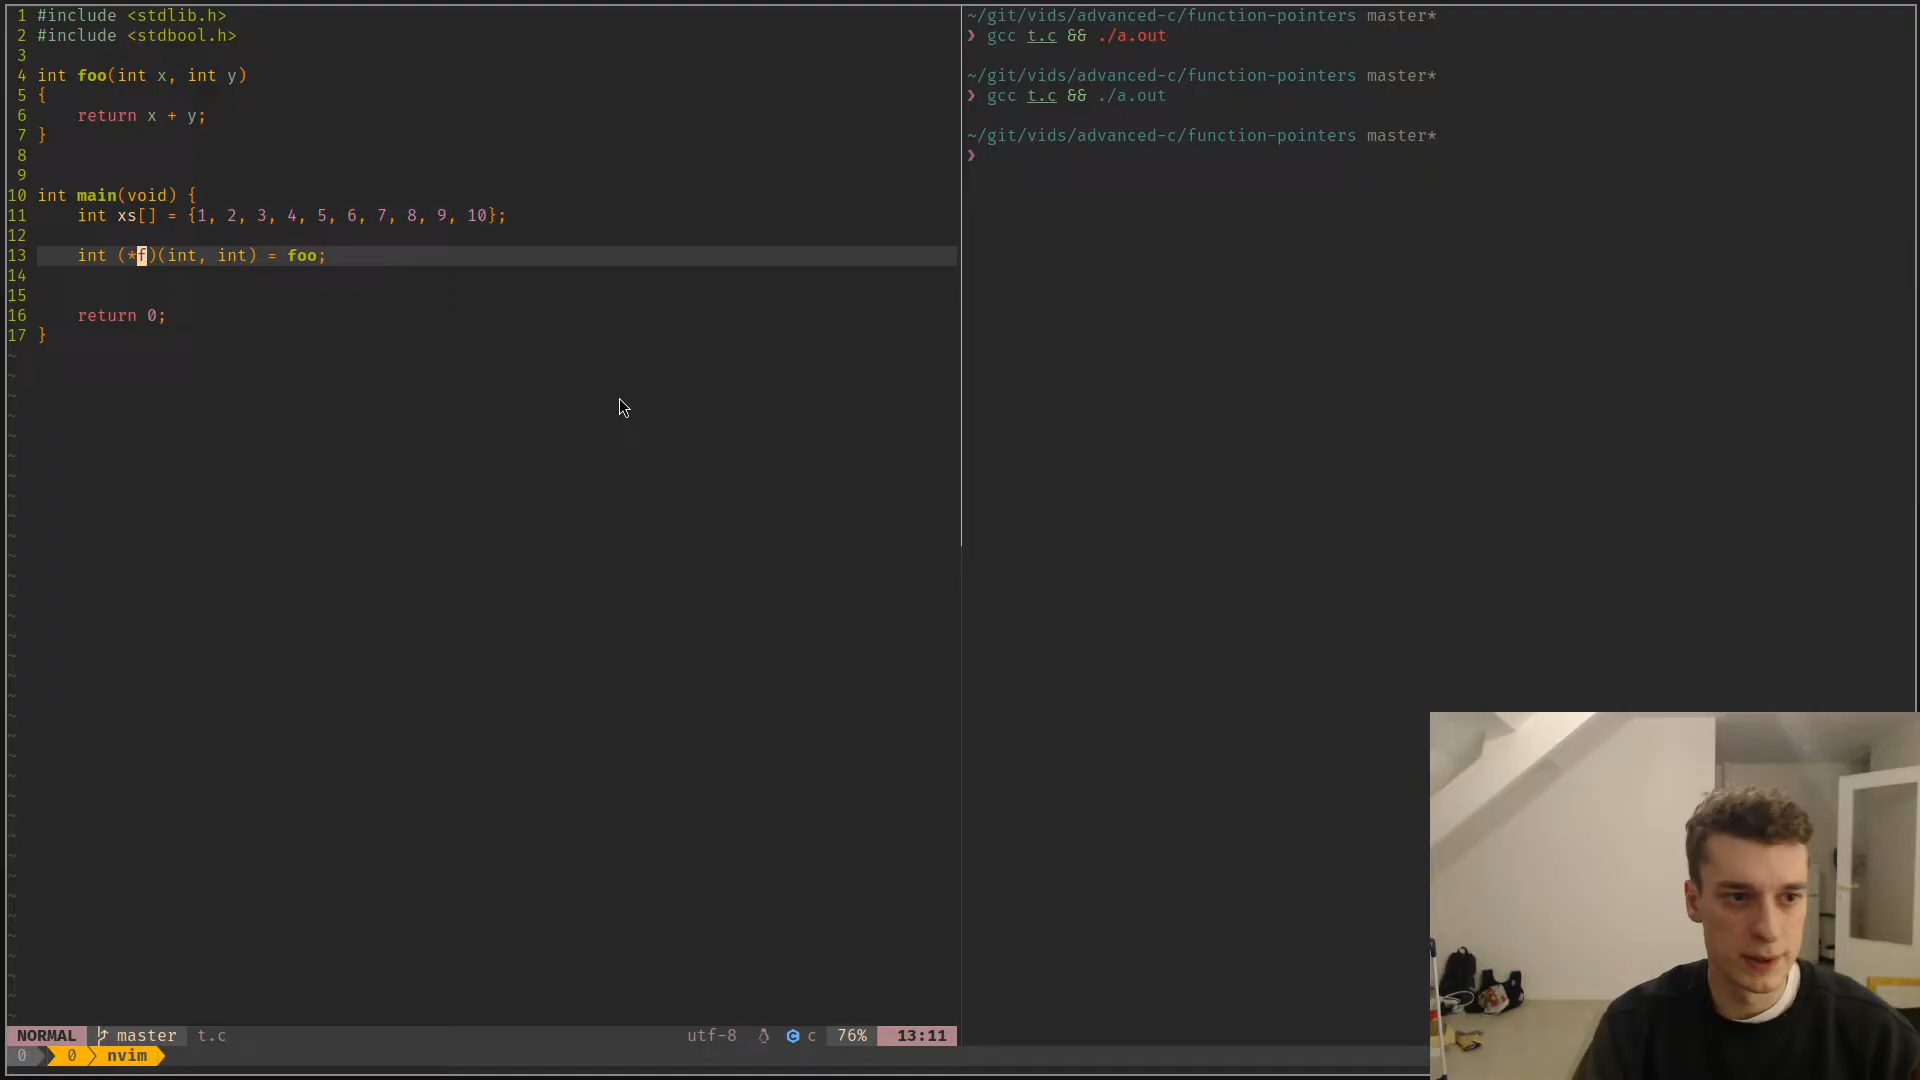 1 #include <stdlib.h>
2 #include <stdbool.h>
3
4 int foo(int x, int y)
5 {
6     return x + y;
7 }
8
9
10 int main(void) {
11     int xs[] = {1, 2, 3, 4, 5, 6, 7, 8, 9, 10};
12
13     int (*f)(int, int) = foo;
14
15
16     return 0;
17 }
NORMAL master t.c utf-8 c 76% 13:11
0 0 nvim
~/git/vids/advanced-c/function-pointers master*
❯ gcc t.c && ./a.out
~/git/vids/advanced-c/function-pointers master*
❯ gcc t.c && ./a.out
~/git/vids/advanced-c/function-pointers master*
❯